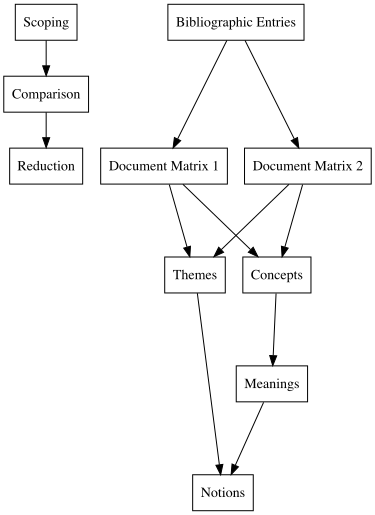 Scoping
Bibliographic Entries
Comparison
Reduction
Document Matrix 1
Document Matrix 2
Themes
Concepts
Meanings
Notions